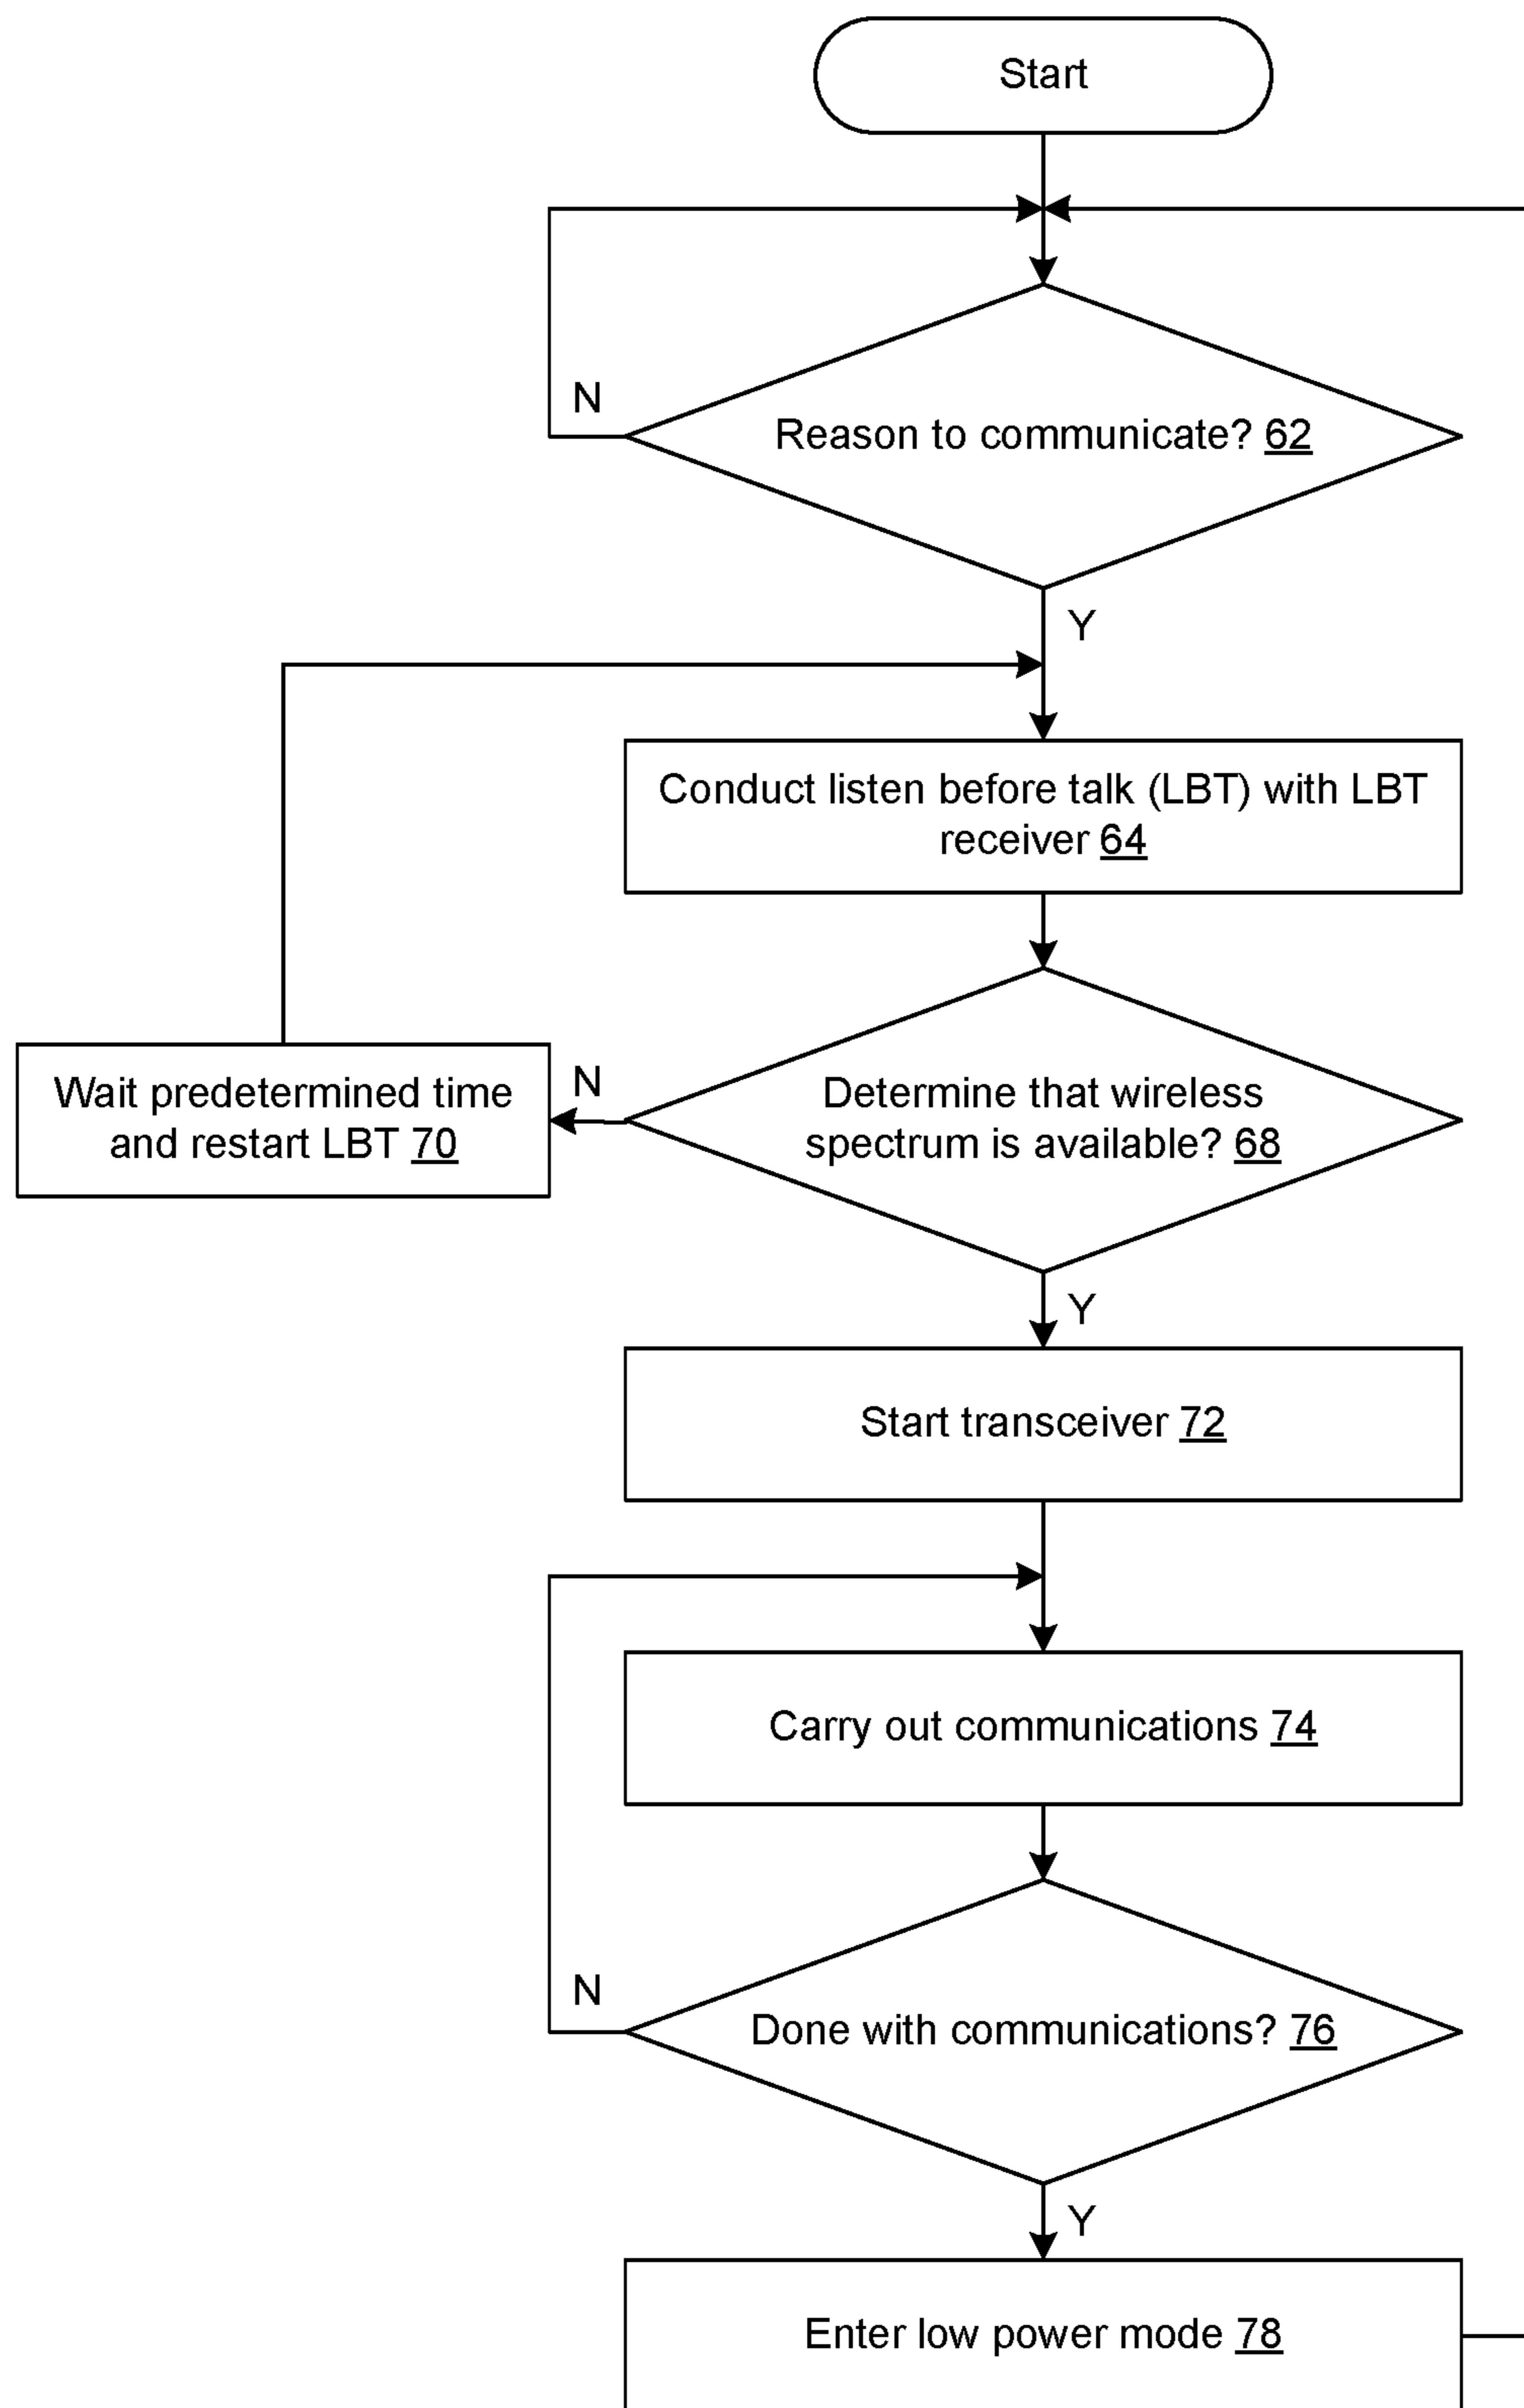 Start
N
Reason to communicate? 62
Y
Conduct listen before talk (LBT) with LBT
receiver 64
Wait predetermined time
and restart LBT 70
N
Determine that wireless
spectrum is available? 68
Y
Start transceiver 72
Carry out communications 74
N
Done with communications? 76
Y
Enter low power mode 78